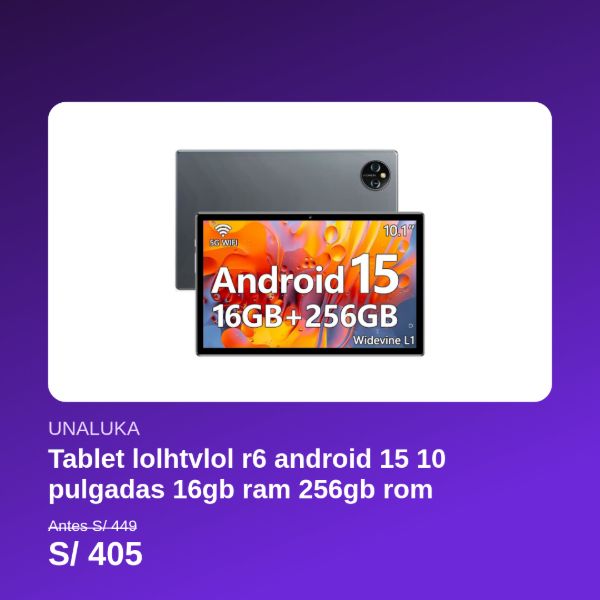 5G WIFI
10.1"
Android 15
16GB+256GB
Widevine L1
UNALUKA
Tablet lolhtvlol r6 android 15 10
pulgadas 16gb ram 256gb rom
Antes S/ 449
S/ 405